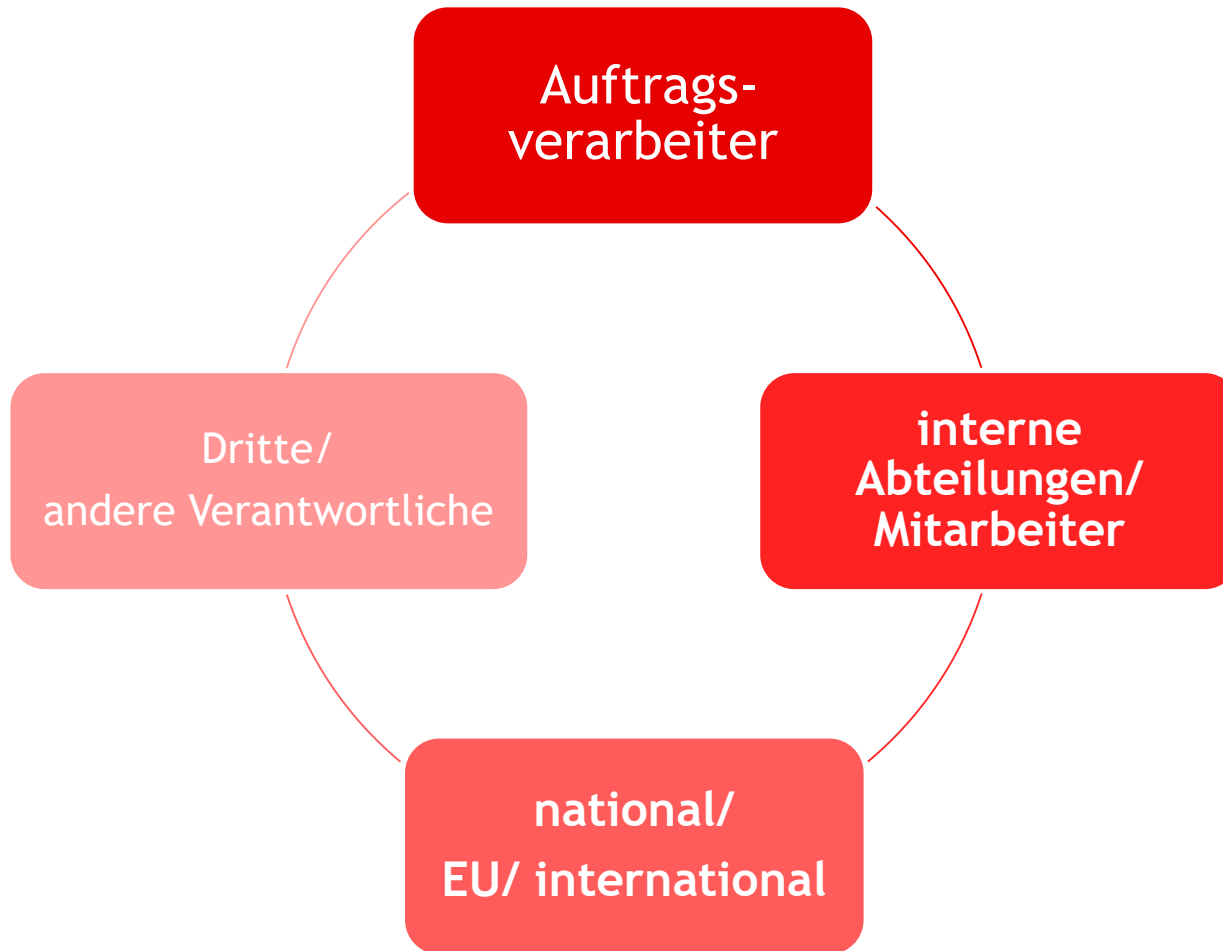 Auftrags-
verarbeiter
Dritte/
andere Verantwortliche
interne
Abteilungen/
Mitarbeiter
national/
EU/ international